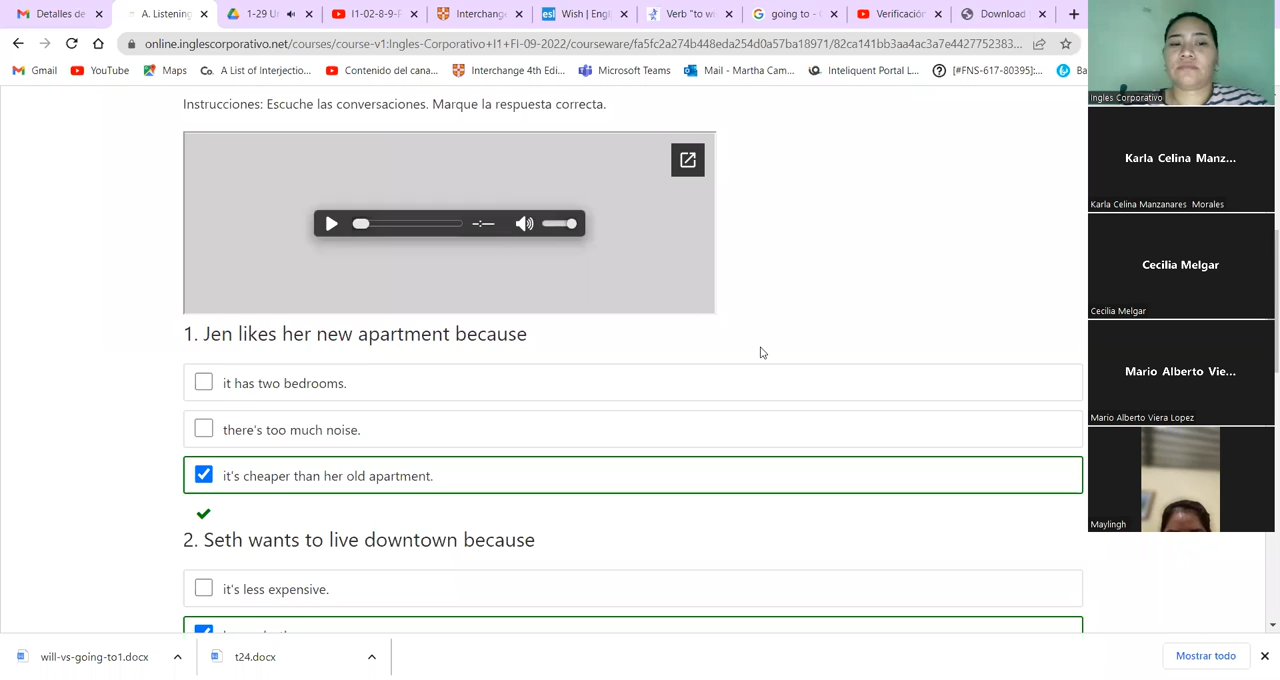 Detalles de
A. Listening
1-29 U
I1-02-8-9-F
Interchange
Wish | Engl
Verb "to w
going to - G
Verificación
Download
online.inglescorporativo.net/courses/course-v1:Ingles-Corporativo+I1+FI-09-2022/courseware/fa5fc2a274b448eda254d0a57ba18971/82ca141bb3aa4ac3a7e4427752383...
Gmail
YouTube
Maps
Co.
A List of Interjectio...
Contenido del cana...
Interchange 4th Edi...
Microsoft Teams
Mail - Martha Cam...
Inteliquent Portal L...
[#FNS-617-80395]:...
Ba
Instrucciones: Escuche las conversaciones. Marque la respuesta correcta.
-:--
1. Jen likes her new apartment because
it has two bedrooms.
there's too much noise.
it's cheaper than her old apartment.
2. Seth wants to live downtown because
it's less expensive.
Ingles Corporativo
Karla Celina Manz...
Karla Celina Manzanares Morales
Cecilia Melgar
Cecilia Melgar
Mario Alberto Vie...
Mario Alberto Viera Lopez
Maylingh
will-vs-going-to1.docx
t24.docx
Mostrar todo